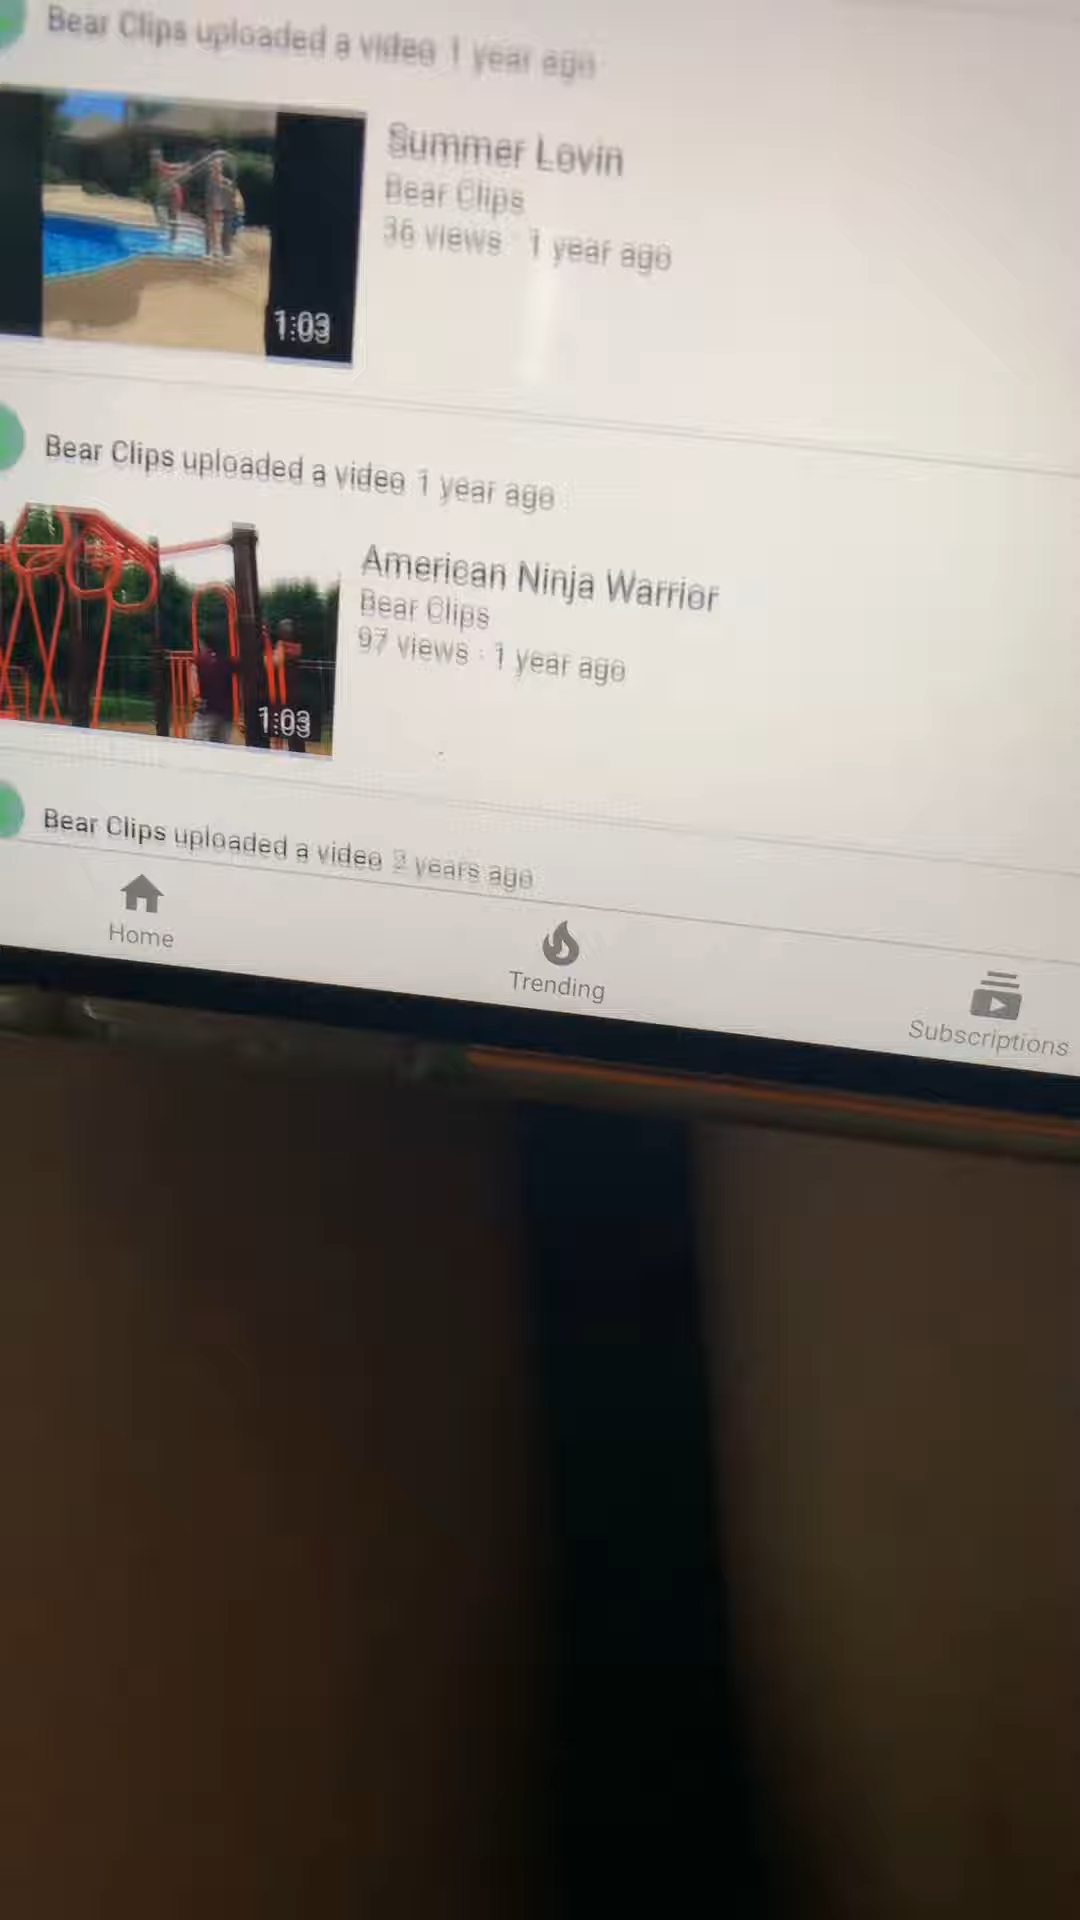 Bear Clips uploaded a video 1 year ago
Summer Lovin
Bear Clips
36 views · 1 year ago
1:03
Bear Clips uploaded a video 1 year ago
American Ninja Warrior
Bear Clips
97 views · 1 year ago
1:03
Bear Clips uploaded a video 2 years ago
Home
Trending
Subscriptions